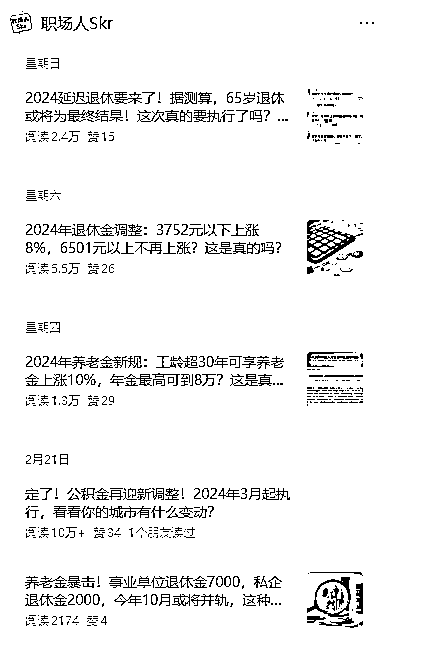 职场人Skr
星期日
2024延迟退休要来了！据测算，65岁退休
或将为最终结果！这次真的要执行了吗？...
阅读2.4万 赞15
星期六
2024年退休金调整：3752元以下上涨
8%，6501元以上不再上涨？这是真的吗？
阅读5.5万 赞26
星期四
2024年养老金新规：工龄超30年可享养老
金上涨10%，年金最高可到8万？这是真...
阅读1.3万 赞29
2月21日
定了！公积金再迎新调整！2024年3月起执
行，看看你的城市有什么变动？
阅读10万+ 赞84 1个朋友读过
养老金暴击！事业单位退休金7000，私企
退休金2000，今年10月或将并轨，这种...
阅读2174 赞4